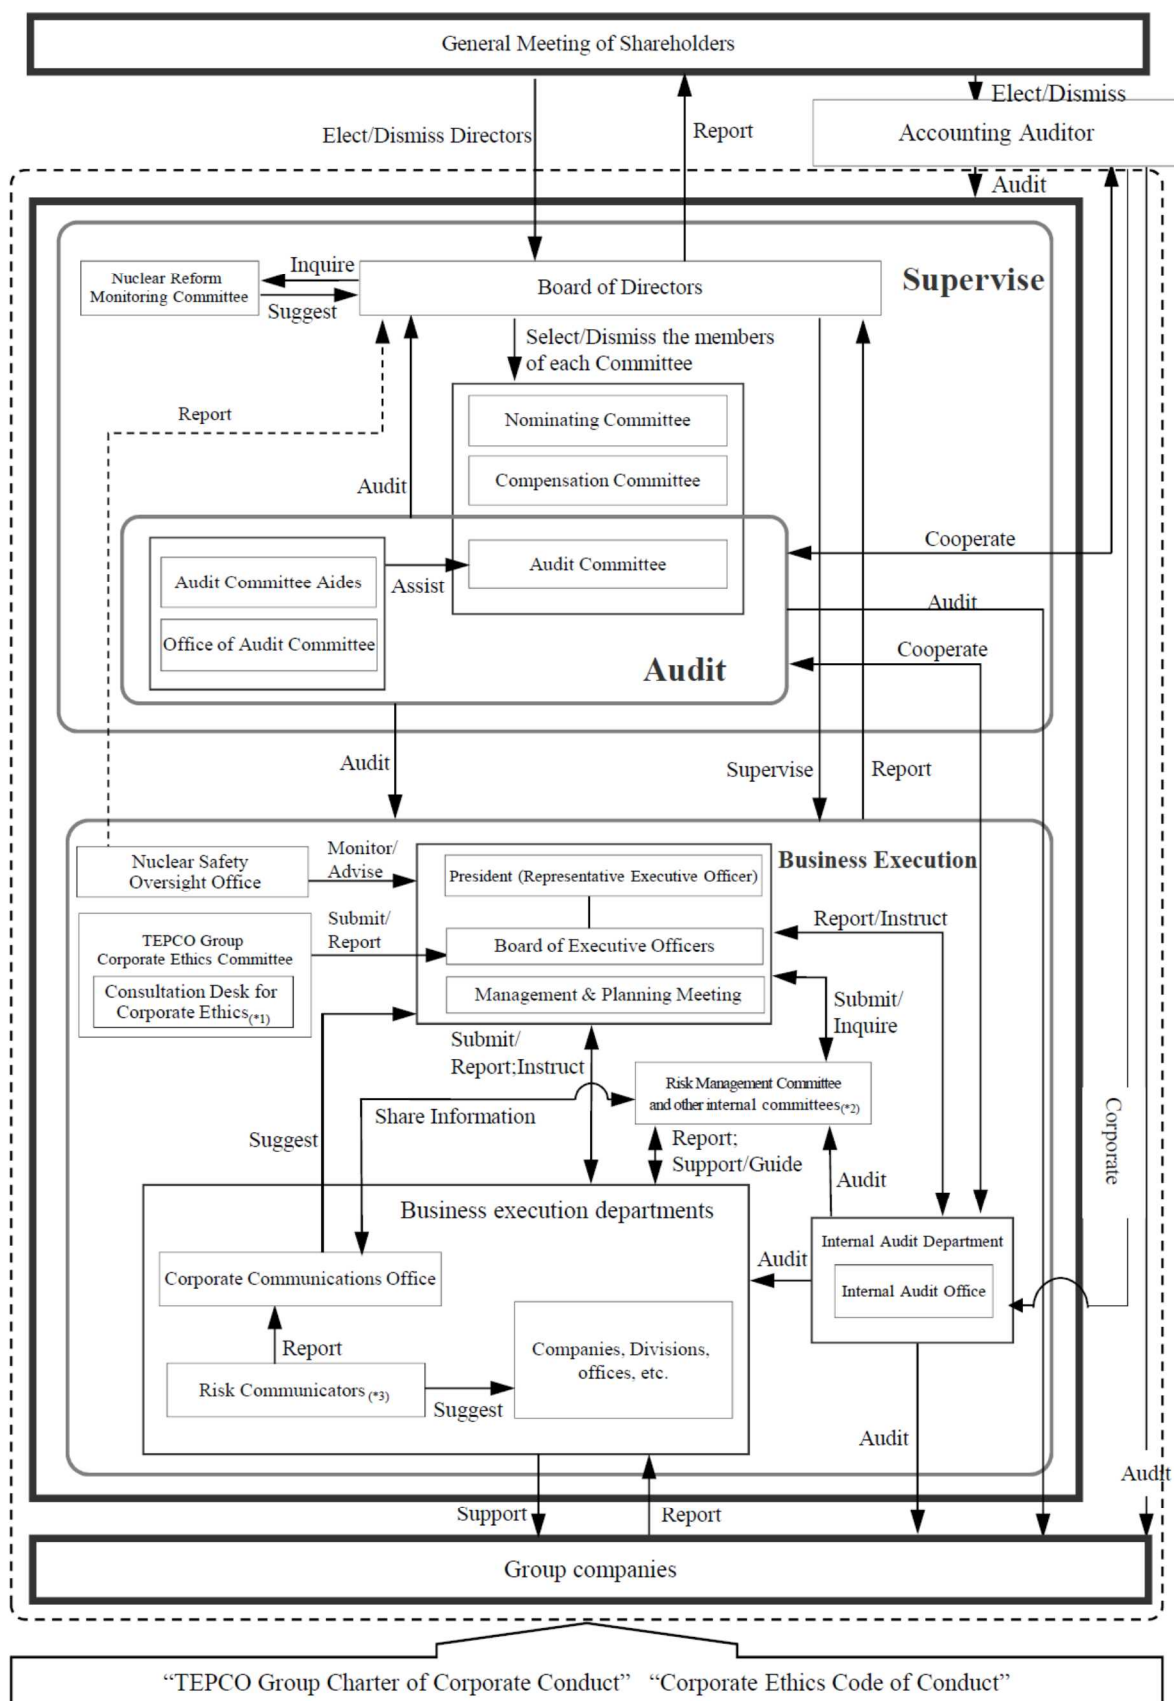 General Meeting of Shareholders
Elect/Dismiss Directors
Report
Elect/Dismiss
Accounting Auditor
Audit
Nuclear Reform
Monitoring Committee
Inquire
Suggest
Board of Directors
Supervise
Select/Dismiss the members
of each Committee
Report
Audit
Nominating Committee
Compensation Committee
Audit Committee
Audit Committee Aides
Assist
Office of Audit Committee
Audit
Cooperate
Audit
Cooperate
Audit
Supervise
Report
Nuclear Safety
Oversight Office
Monitor/
Advise
Business Execution
President (Representative Executive Officer)
Submit/
Report
TEPCO Group
Corporate Ethics Committee
Consultation Desk for
Corporate Ethics(*1)
Board of Executive Officers
Management & Planning Meeting
Report/Instruct
Submit/
Inquire
Submit/
Report;Instruct
Risk Management Committee
and other internal committees(*2)
Share Information
Suggest
Report;
Support/Guide
Audit
Corporate
Business execution departments
Corporate Communications Office
Audit
Internal Audit Department
Internal Audit Office
Report
Risk Communicators (*3)
Suggest
Companies, Divisions,
offices, etc.
Audit
Audit
Support
Report
Group companies
“TEPCO Group Charter of Corporate Conduct” “Corporate Ethics Code of Conduct”